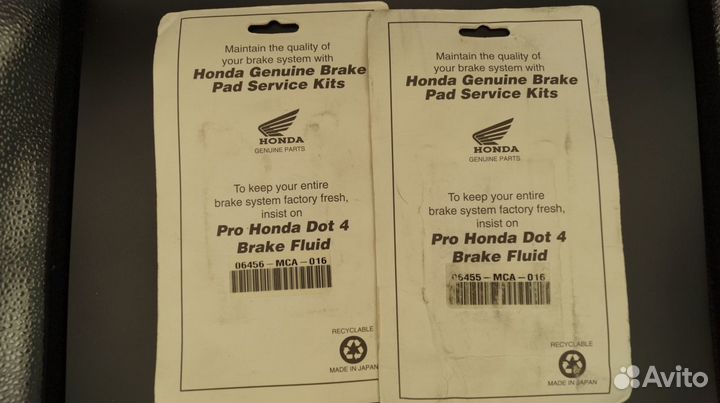 Maintain the quality of
your brake system with
Honda Genuine Brake
Pad Service Kits
HONDA
GENUINE PARTS
To keep your entire
brake system factory fresh,
insist on
Pro Honda Dot 4
Brake Fluid
06456-MCA-016
RECYCLABLE
MADE IN JAPAN
Maintain the quality of
your brake system with
Honda Genuine Brake
Pad Service Kits
HONDA
GENUINE PARTS
To keep your entire
brake system factory fresh,
insist on
Pro Honda Dot 4
Brake Fluid
06455-MCA-016
RECYCLABLE
MADE IN JAPAN
Avito